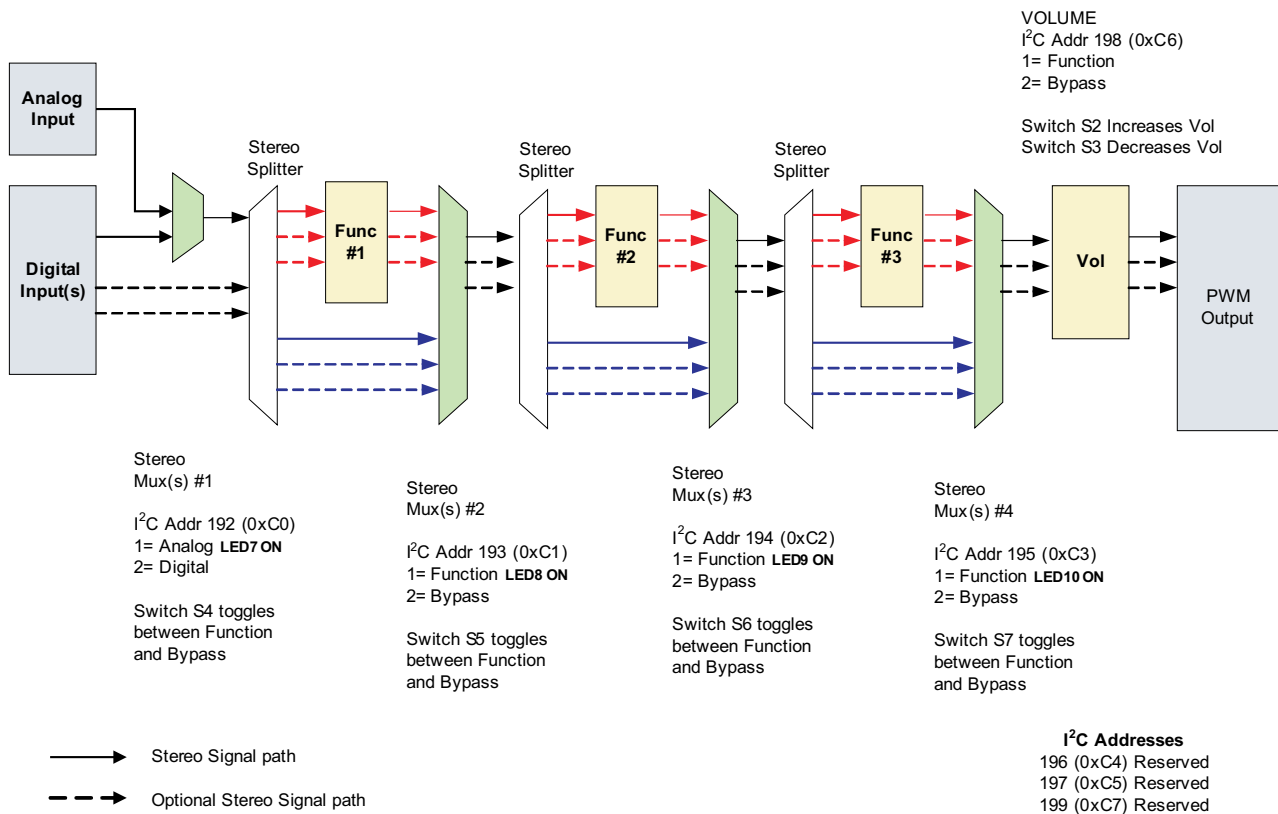 VOLUME
I2C Addr 198 (0xC6)
1= Function
2= Bypass
Switch S2 Increases Vol
Switch S3 Decreases Vol
Analog
Input
Digital
Input(s)
Stereo
Splitter
Func
#1
Stereo
Splitter
Func
#2
Stereo
Splitter
Func
#3
Vol
PWM
Output
Stereo
Mux(s) #1
I2C Addr 192 (0xC0)
1= Analog LED7 ON
2= Digital
Switch S4 toggles
between Function
and Bypass
Stereo
Mux(s) #2
I2C Addr 193 (0xC1)
1= Function LED8 ON
2= Bypass
Switch S5 toggles
between Function
and Bypass
Stereo
Mux(s) #3
I2C Addr 194 (0xC2)
1= Function LED9 ON
2= Bypass
Switch S6 toggles
between Function
and Bypass
Stereo
Mux(s) #4
I2C Addr 195 (0xC3)
1= Function LED10 ON
2= Bypass
Switch S7 toggles
between Function
and Bypass
Stereo Signal path
Optional Stereo Signal path
I2C Addresses
196 (0xC4) Reserved
197 (0xC5) Reserved
199 (0xC7) Reserved